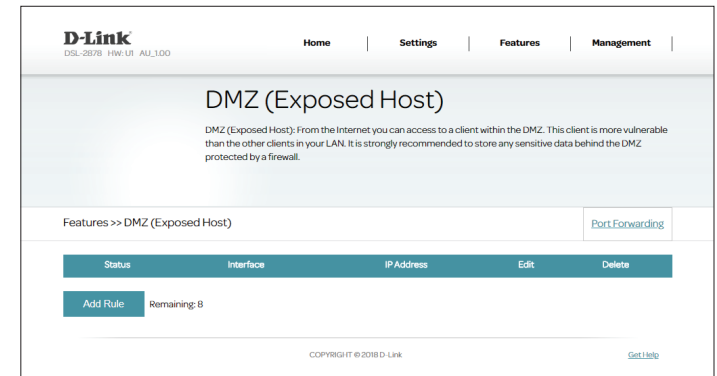 D-Link
DSL-2878 HW: U1 AU_1.00
Home Settings Features Management
DMZ (Exposed Host)
DMZ (Exposed Host): From the Internet you can access to a client within the DMZ. This client is more vulnerable
than the other clients in your LAN. It is strongly recommended to store any sensitive data behind the DMZ
protected by a firewall.
Features >> DMZ (Exposed Host) Port Forwarding
Status Interface IP Address Edit Delete
Add Rule Remaining: 8
COPYRIGHT © 2018 D-Link Get Help